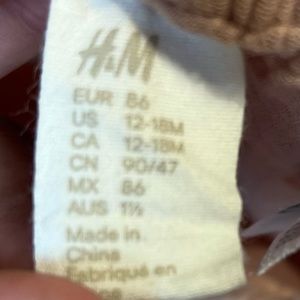 H&M
EUR 86
US 12-18M
CA 12-18M
CN 90/47
MX 86
AUS 1½
Made in
China
Fabriqué en